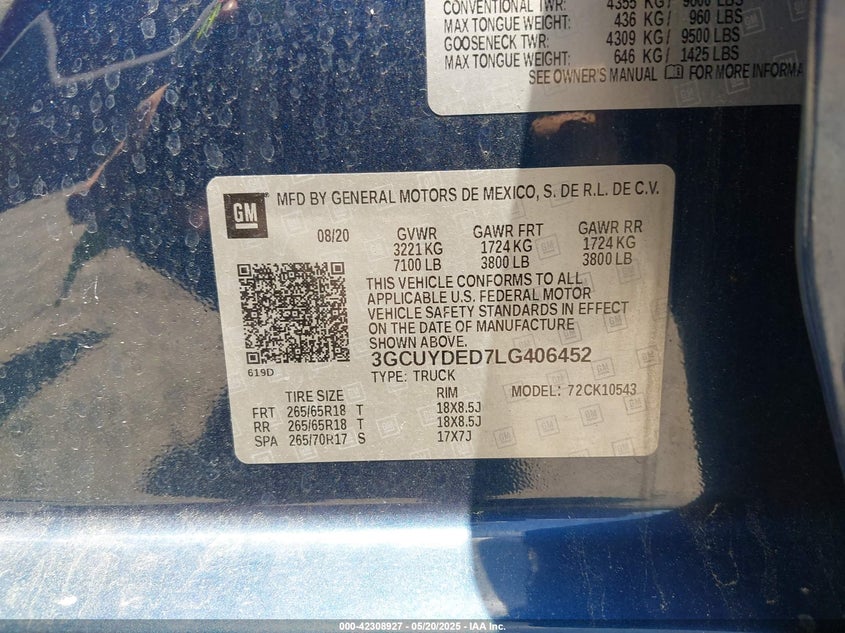 CONVENTIONAL TWR: 4355 KG/ 9600 LBS
MAX TONGUE WEIGHT: 436 KG/ 960 LBS
GOOSENECK TWR: 4309 KG/ 9500 LBS
MAX TONGUE WEIGHT: 646 KG/ 1425 LBS
SEE OWNER'S MANUAL FOR MORE INFORMA
GM
MFD BY GENERAL MOTORS DE MEXICO, S. DE R.L. DE C.V.
08/20 GVWR GAWR FRT GAWR RR
3221 KG 1724 KG 1724 KG
7100 LB 3800 LB 3800 LB
THIS VEHICLE CONFORMS TO ALL
APPLICABLE U.S. FEDERAL MOTOR
VEHICLE SAFETY STANDARDS IN EFFECT
ON THE DATE OF MANUFACTURE
SHOWN ABOVE.
3GCUYDED7LG406452
619D
TYPE: TRUCK
MODEL: 72CK10543
TIRE SIZE RIM
FRT 265/65R18 T 18X8.5J
RR 265/65R18 T 18X8.5J
SPA 265/70R17 S 17X7J
000-42308927 - 05/20/2025 - IAA Inc.